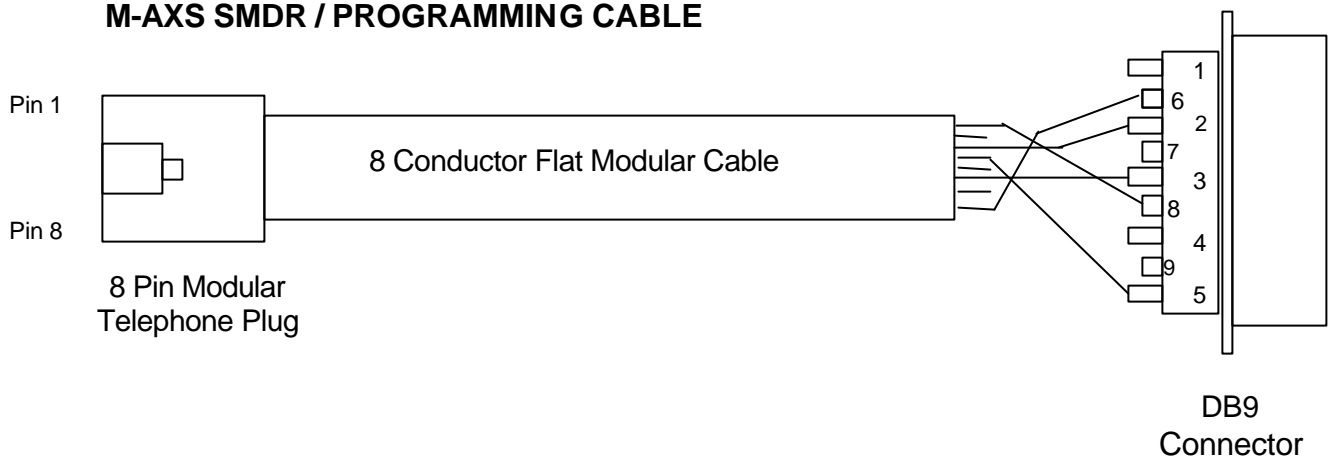 M-AXS SMDR / PROGRAMMING CABLE
Pin 1
Pin 8
8 Conductor Flat Modular Cable
8 Pin Modular
Telephone Plug
1
6
2
7
3
8
4
9
5
DB9
Connector